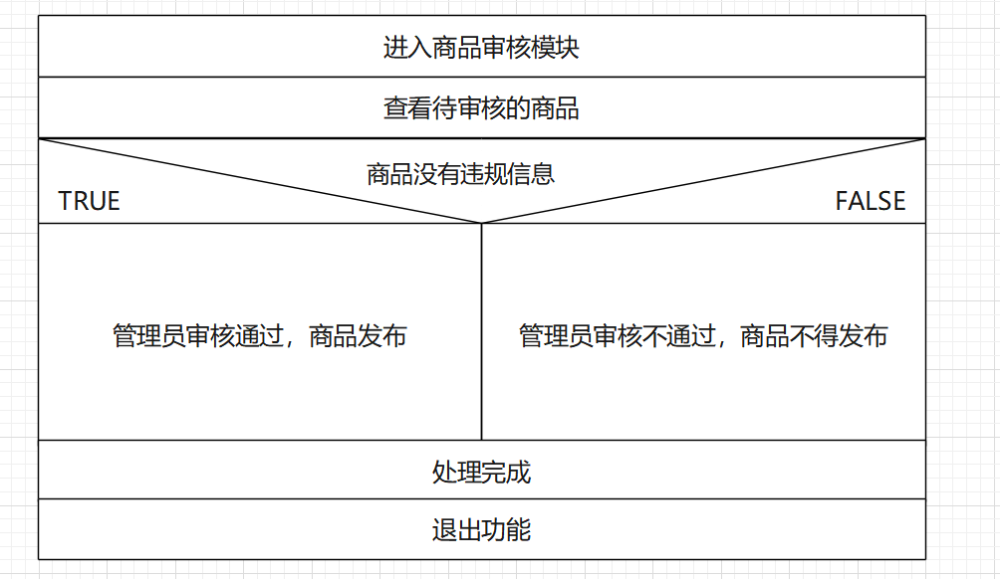 进入商品审核模块
查看待审核的商品
商品没有违规信息
TRUE
FALSE
管理员审核通过，商品发布
管理员审核不通过，商品不得发布
处理完成
退出功能